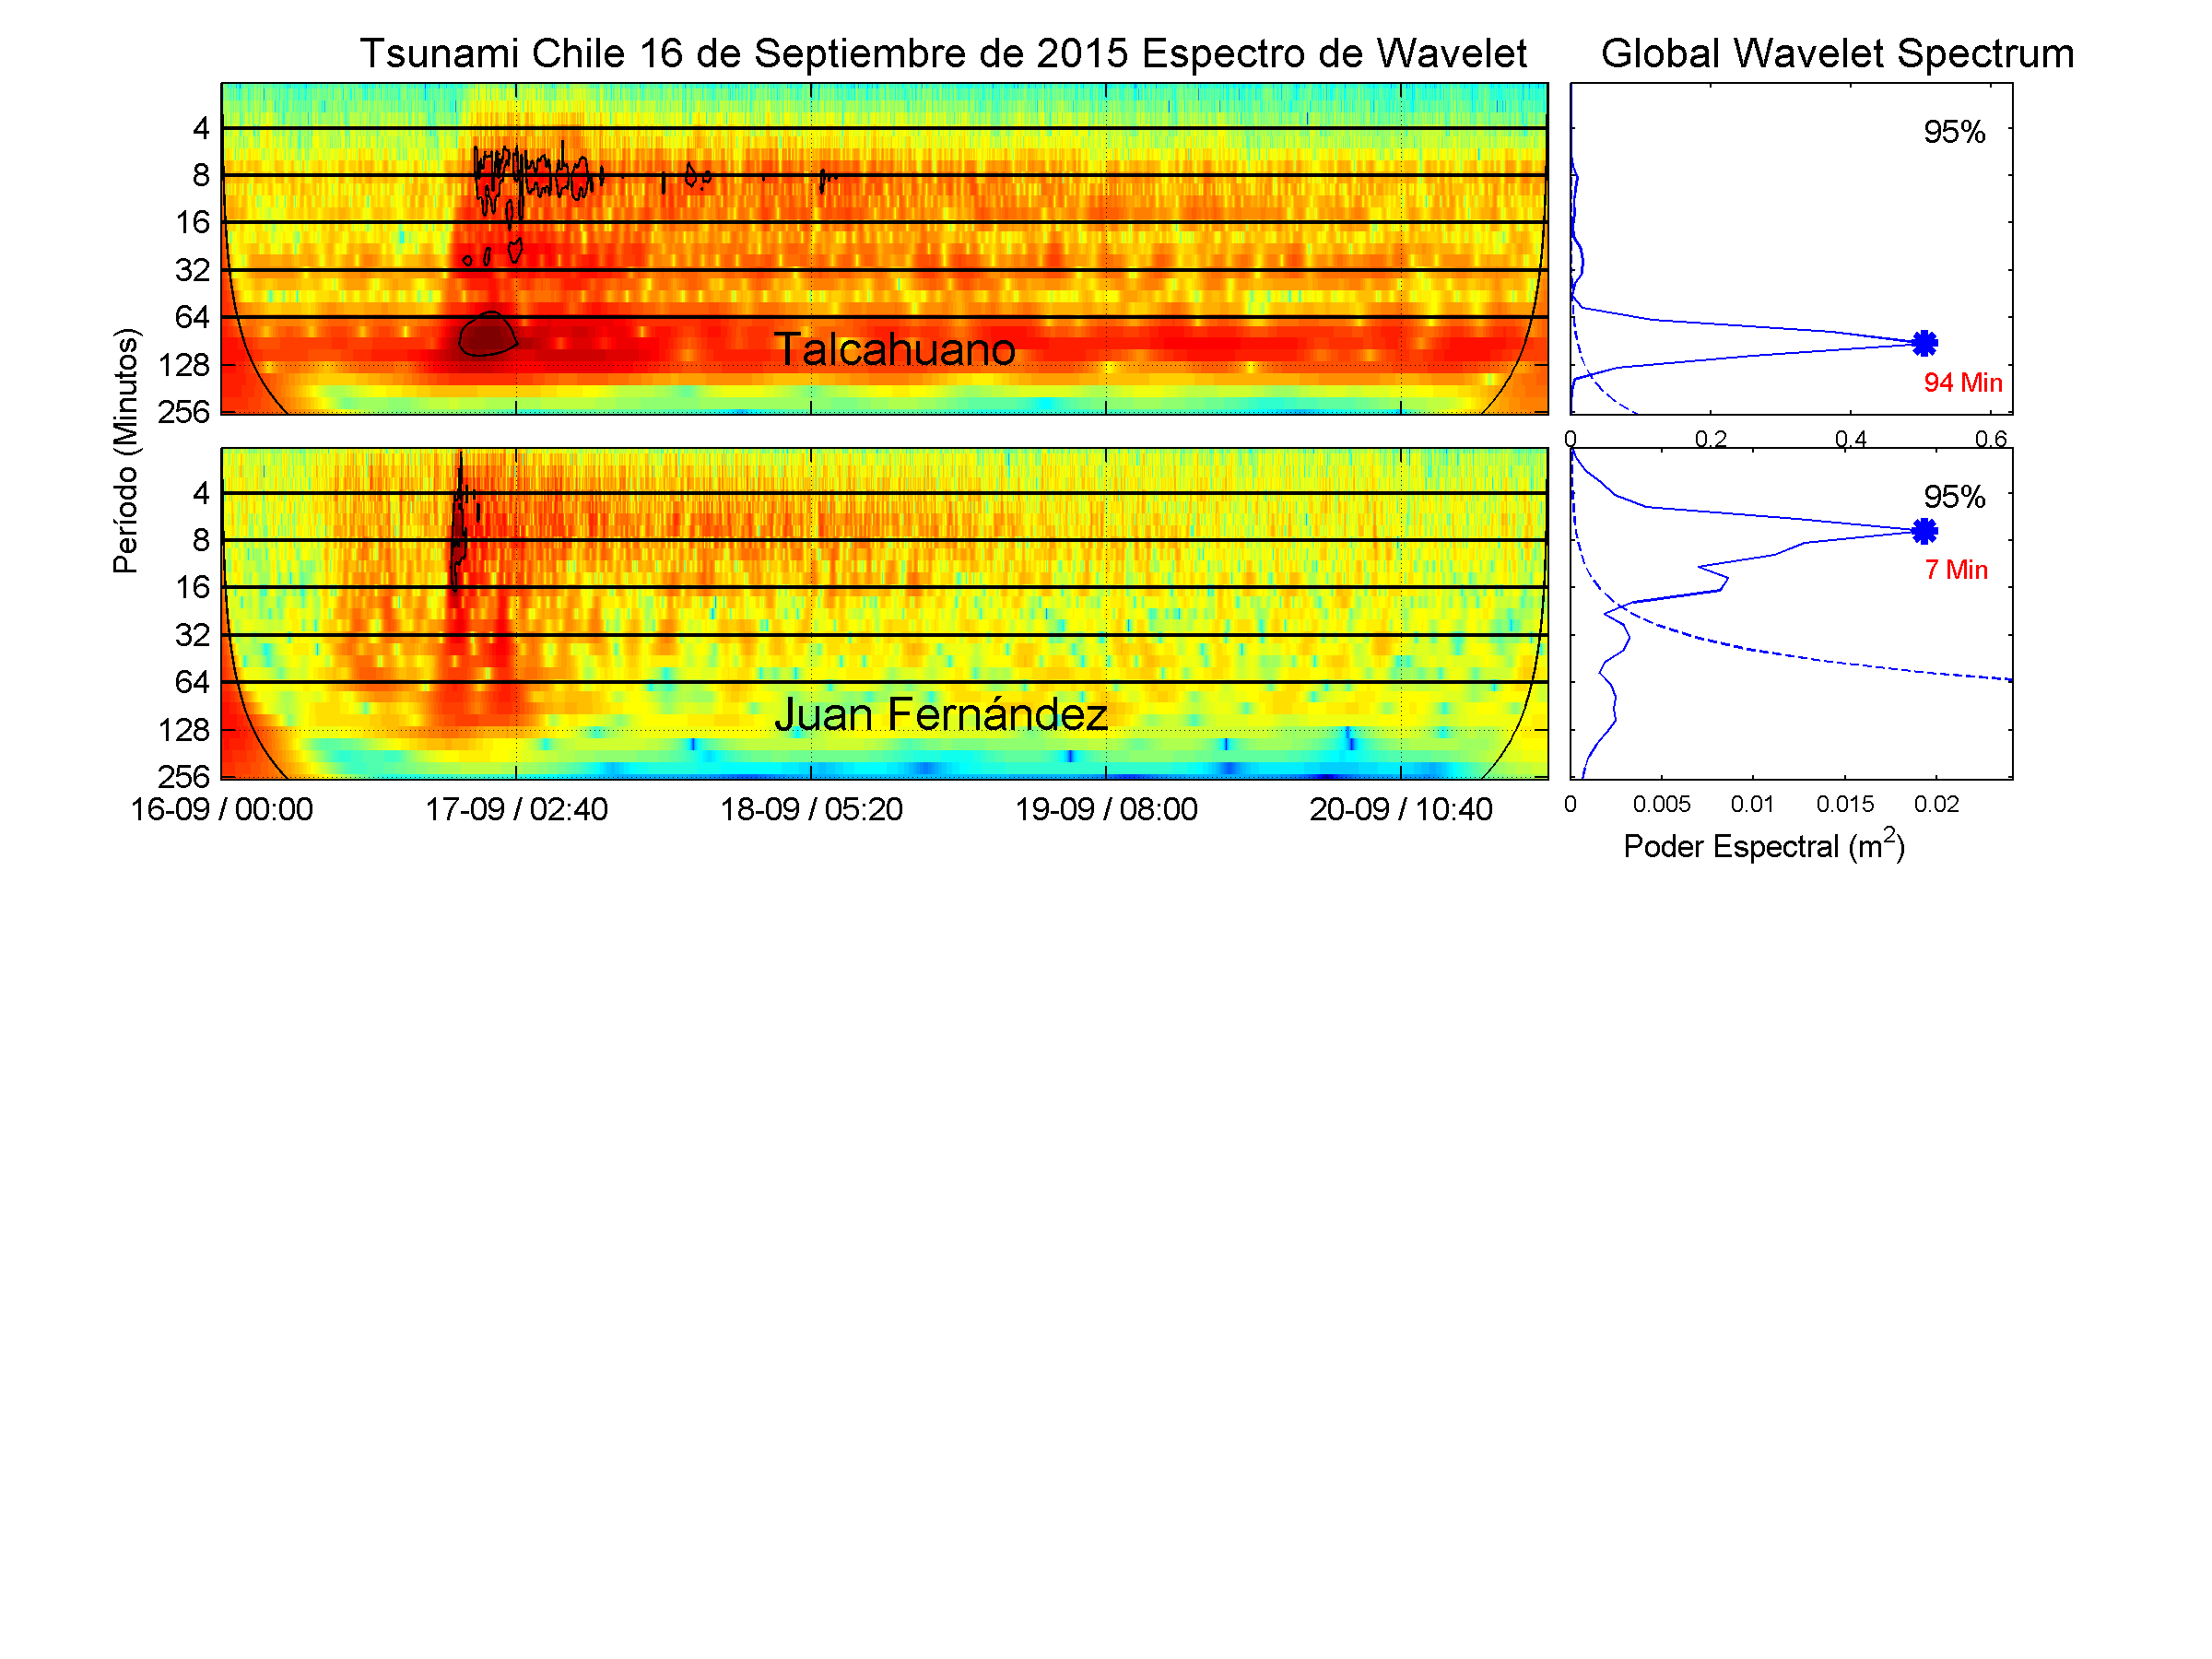 Tsunami Chile 16 de Septiembre de 2015 Espectro de Wavelet
Global Wavelet Spectrum
Período (Minutos)
4
8
16
32
64
128
256
Talcahuano
95%
94 Min
0 0.2 0.4 0.6
4
8
16
32
64
128
256
Juan Fernández
16-09 / 00:00 17-09 / 02:40 18-09 / 05:20 19-09 / 08:00 20-09 / 10:40
95%
7 Min
0 0.005 0.01 0.015 0.02
Poder Espectral (m²)